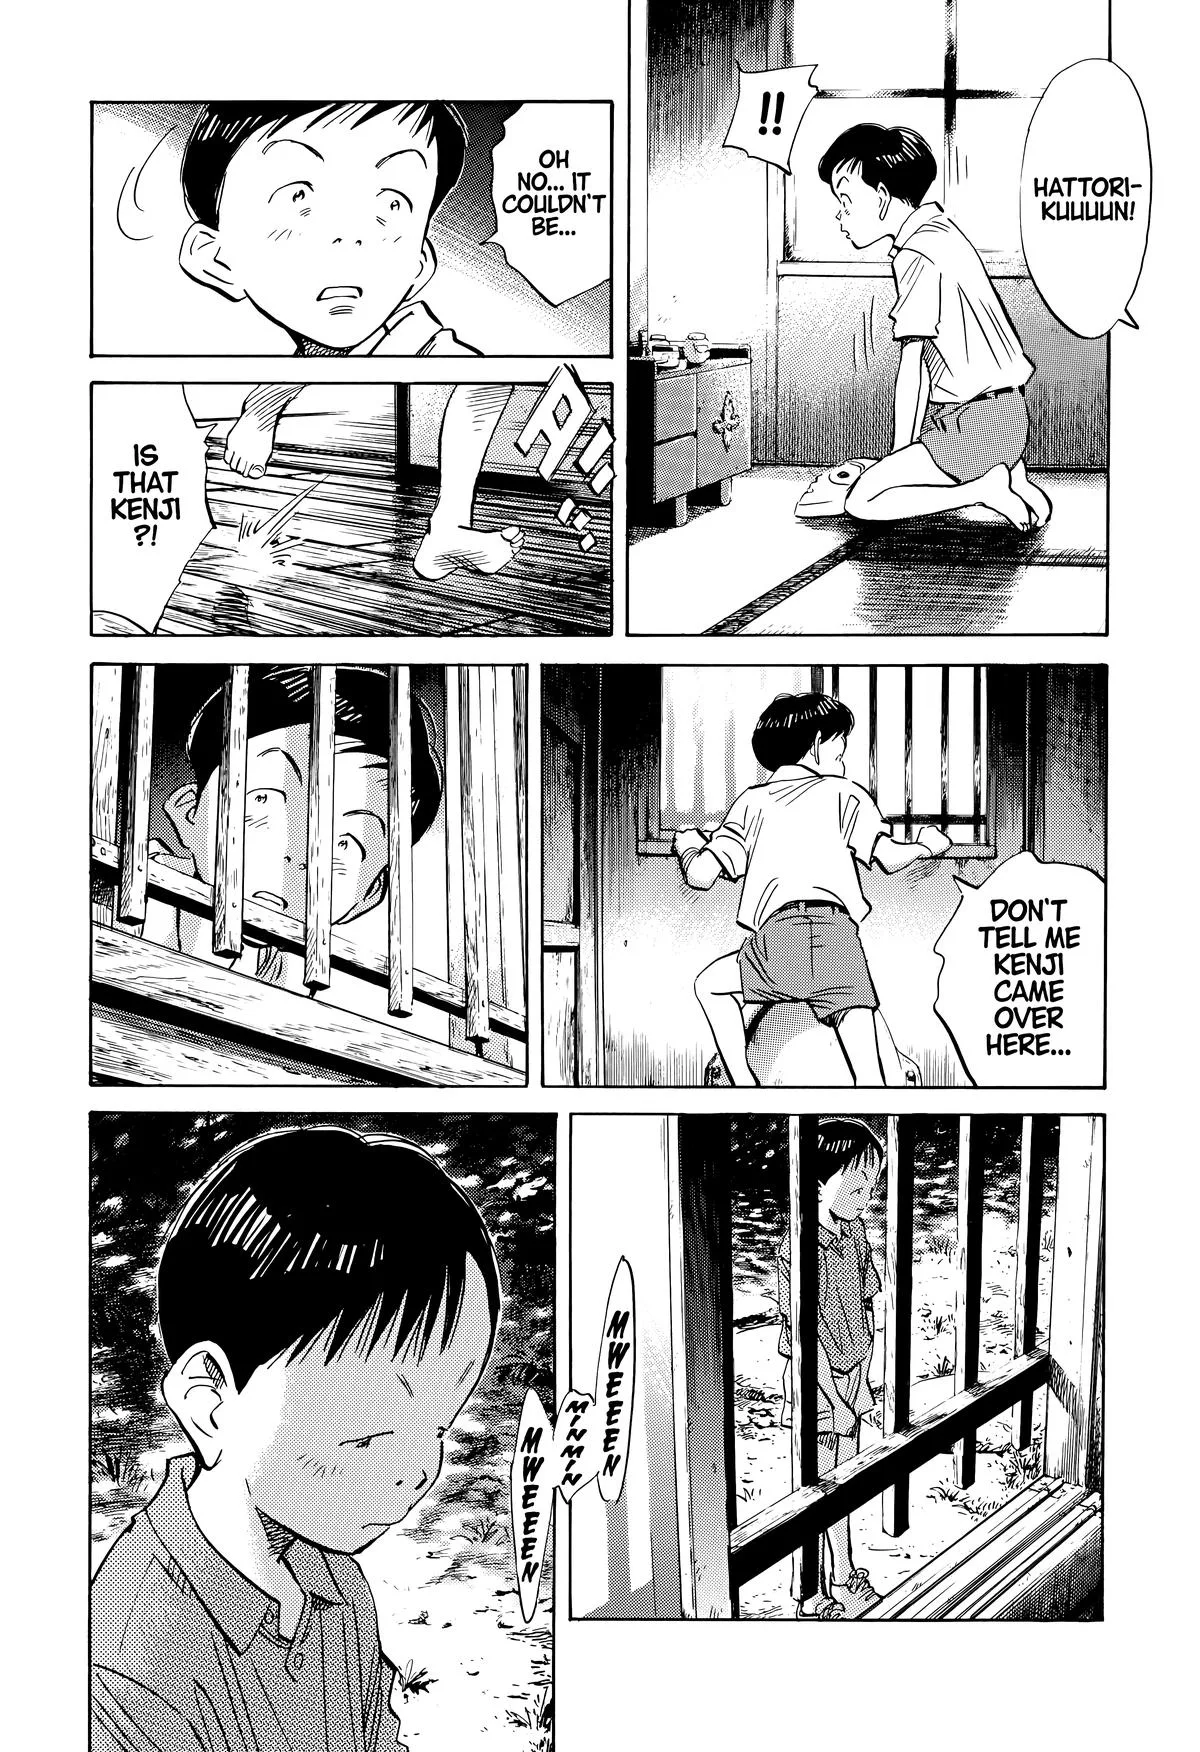 HATTORI-
KUUUUN!
!!
OH
NO... IT
COULDN'T
BE...
IS
THAT
KENJI
?!
DON'T
TELL ME
KENJI
CAME
OVER
HERE...
MWEEEN
MINMIN
MWEEEN